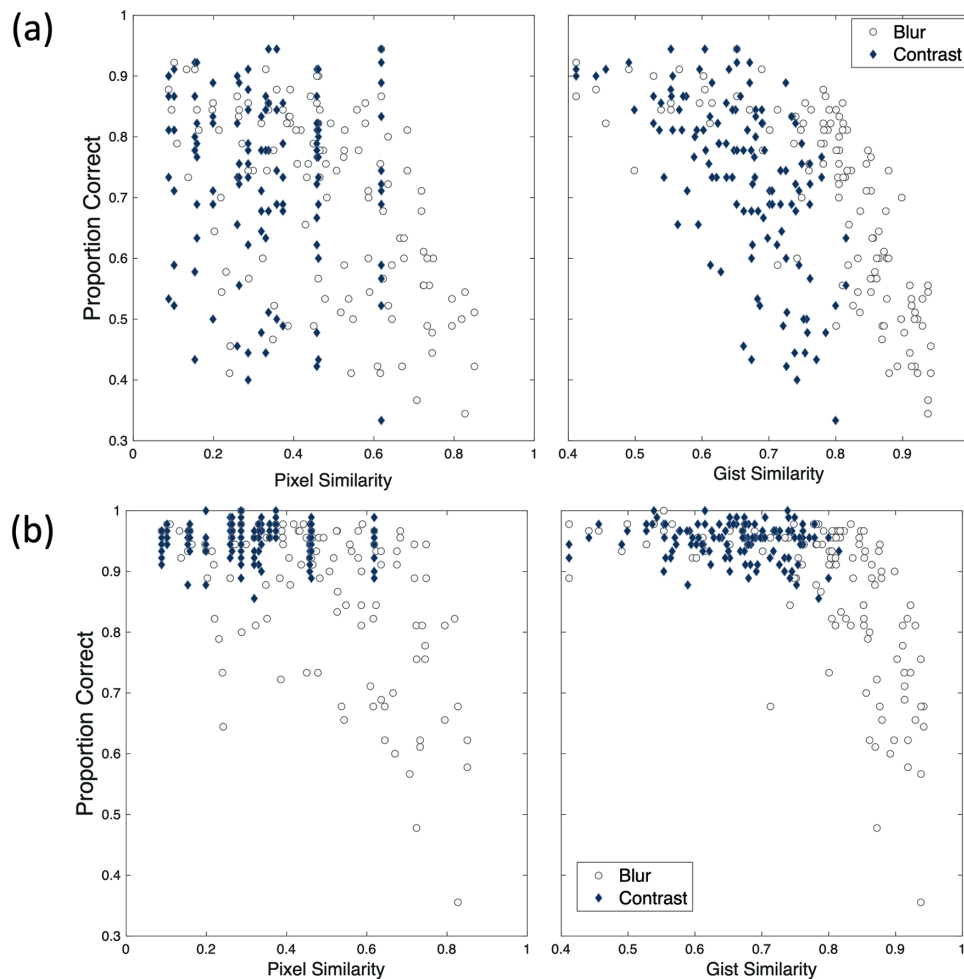 (a)
Blur
Contrast
1
0.9
0.8
0.7
0.6
0.5
0.4
0.3
Proportion Correct
0 0.2 0.4 0.6 0.8 1
Pixel Similarity
0.4 0.5 0.6 0.7 0.8 0.9 1
Gist Similarity
(b)
1
0.9
0.8
0.7
0.6
0.5
0.4
0.3
Proportion Correct
Blur
Contrast
0 0.2 0.4 0.6 0.8 1
Pixel Similarity
0.4 0.5 0.6 0.7 0.8 0.9 1
Gist Similarity